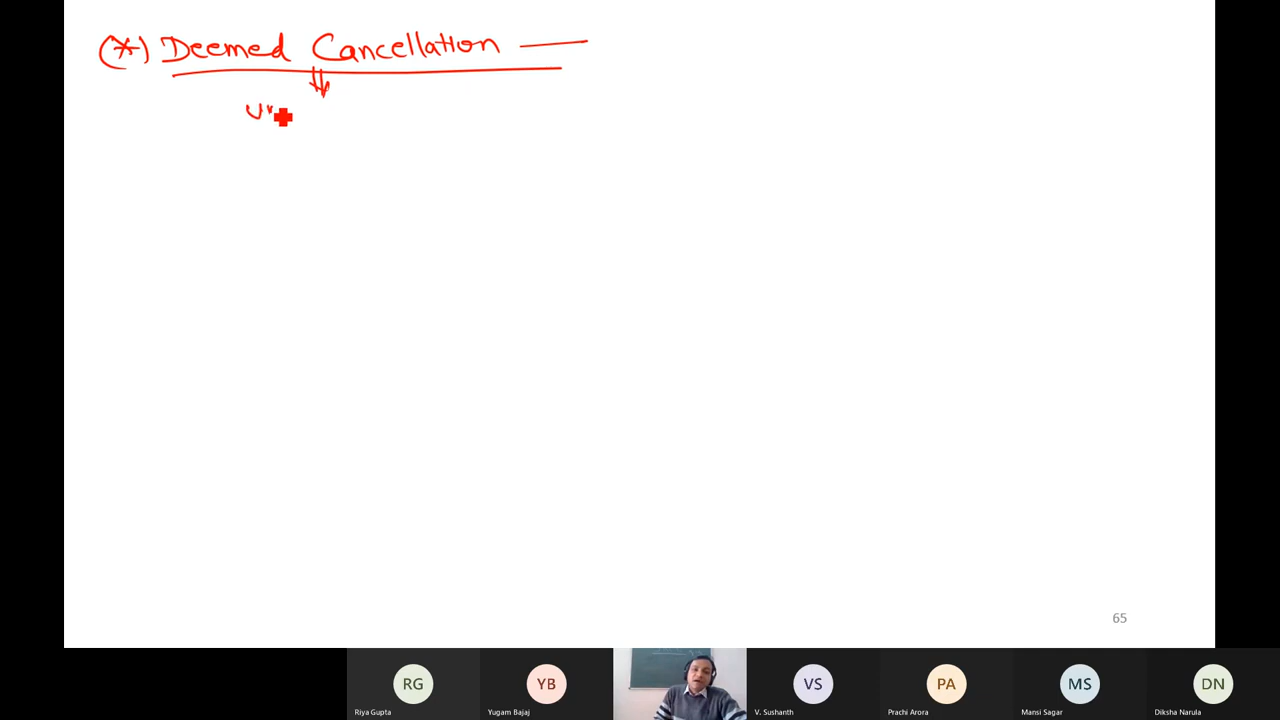 (*) Deemed Cancellation —
65
RG YB VS PA MS DN
Riya Gupta Yugam Bajaj V. Sushanth Prachi Arora Mansi Sagar Diksha Narula